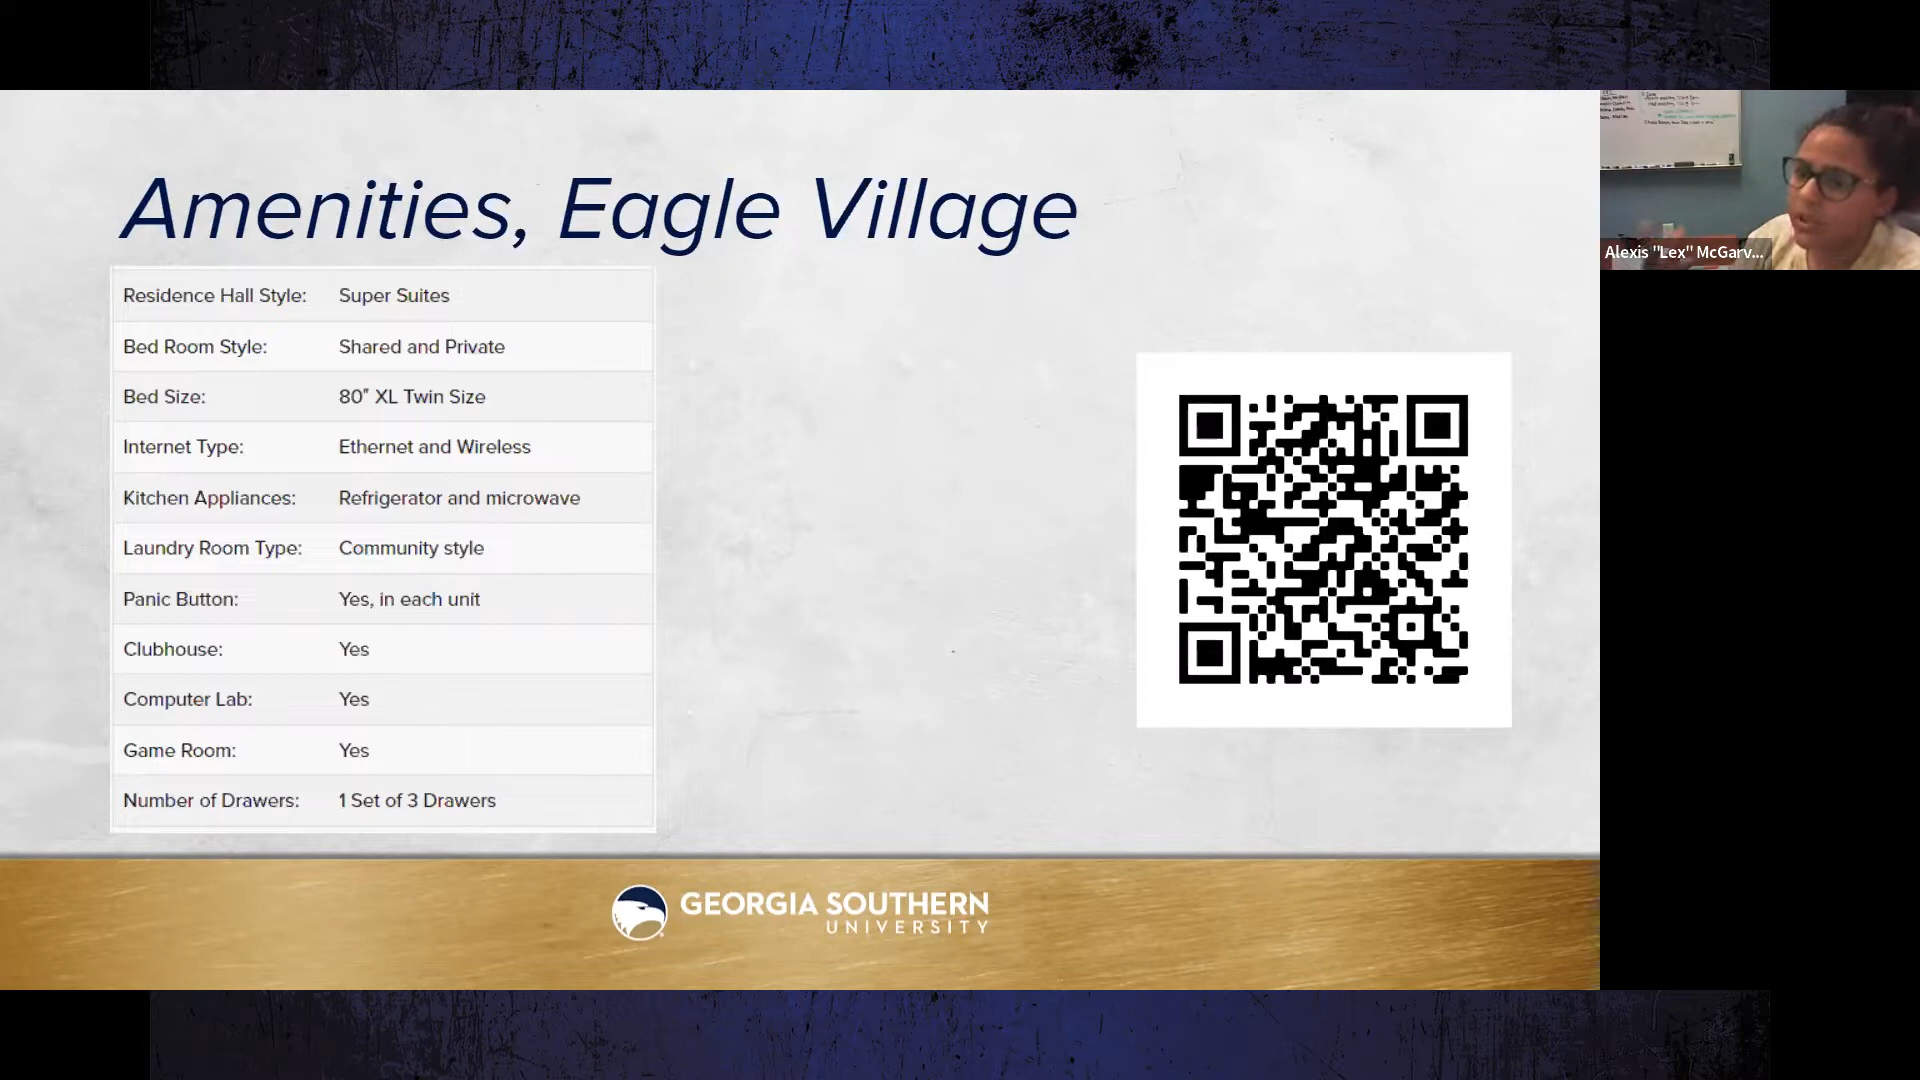 Amenities, Eagle Village
Residence Hall Style: Super Suites
Bed Room Style: Shared and Private
Bed Size: 80" XL Twin Size
Internet Type: Ethernet and Wireless
Kitchen Appliances: Refrigerator and microwave
Laundry Room Type: Community style
Panic Button: Yes, in each unit
Clubhouse: Yes
Computer Lab: Yes
Game Room: Yes
Number of Drawers: 1 Set of 3 Drawers
GEORGIA SOUTHERN
UNIVERSITY
Alexis "Lex" McGarv...